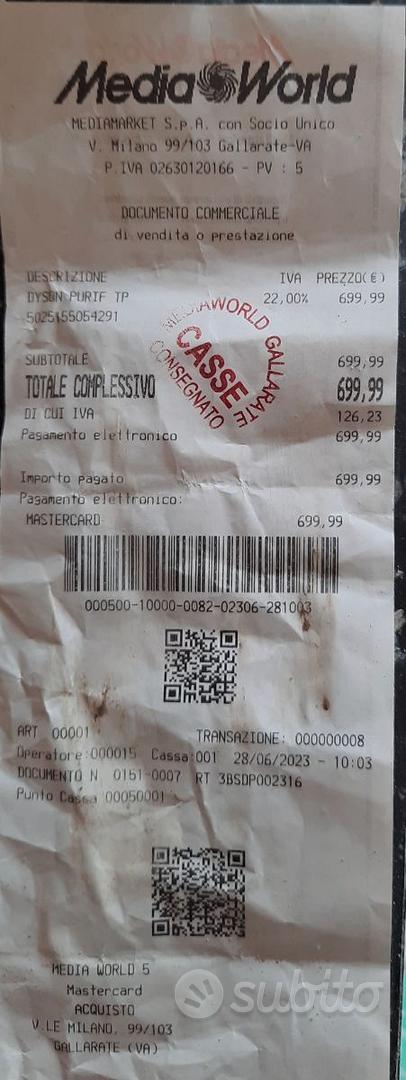 Media World
MEDIAMARKET S.p.A. con Socio Unico
V. Milano 99/103 Gallarate-VA
P.IVA 02630120166 - PV : 5
DOCUMENTO COMMERCIALE
di vendita o prestazione
DESCRIZIONE IVA PREZZO(€)
DYSON PURIF TP 22,00% 699,99
5025155054291
MEDIAWORLD GALLARATE
CASSE
CONSEGNATO
SUBTOTALE 699,99
TOTALE COMPLESSIVO 699,99
DI CUI IVA 126,23
Pagamento elettronico 699,99
Importo pagato 699,99
Pagamento elettronico:
MASTERCARD 699,99
000500-10000-0082-02306-281003
ART 00001 TRANSAZIONE: 000000008
Operatore:000015 Cassa:001 28/06/2023 - 10:03
DOCUMENTO N. 0151-0007 RT 3BSDP002316
Punto Cassa 00050001
MEDIA WORLD 5
Mastercard
ACQUISTO
V.LE MILANO, 99/103
GALLARATE (VA)
subito